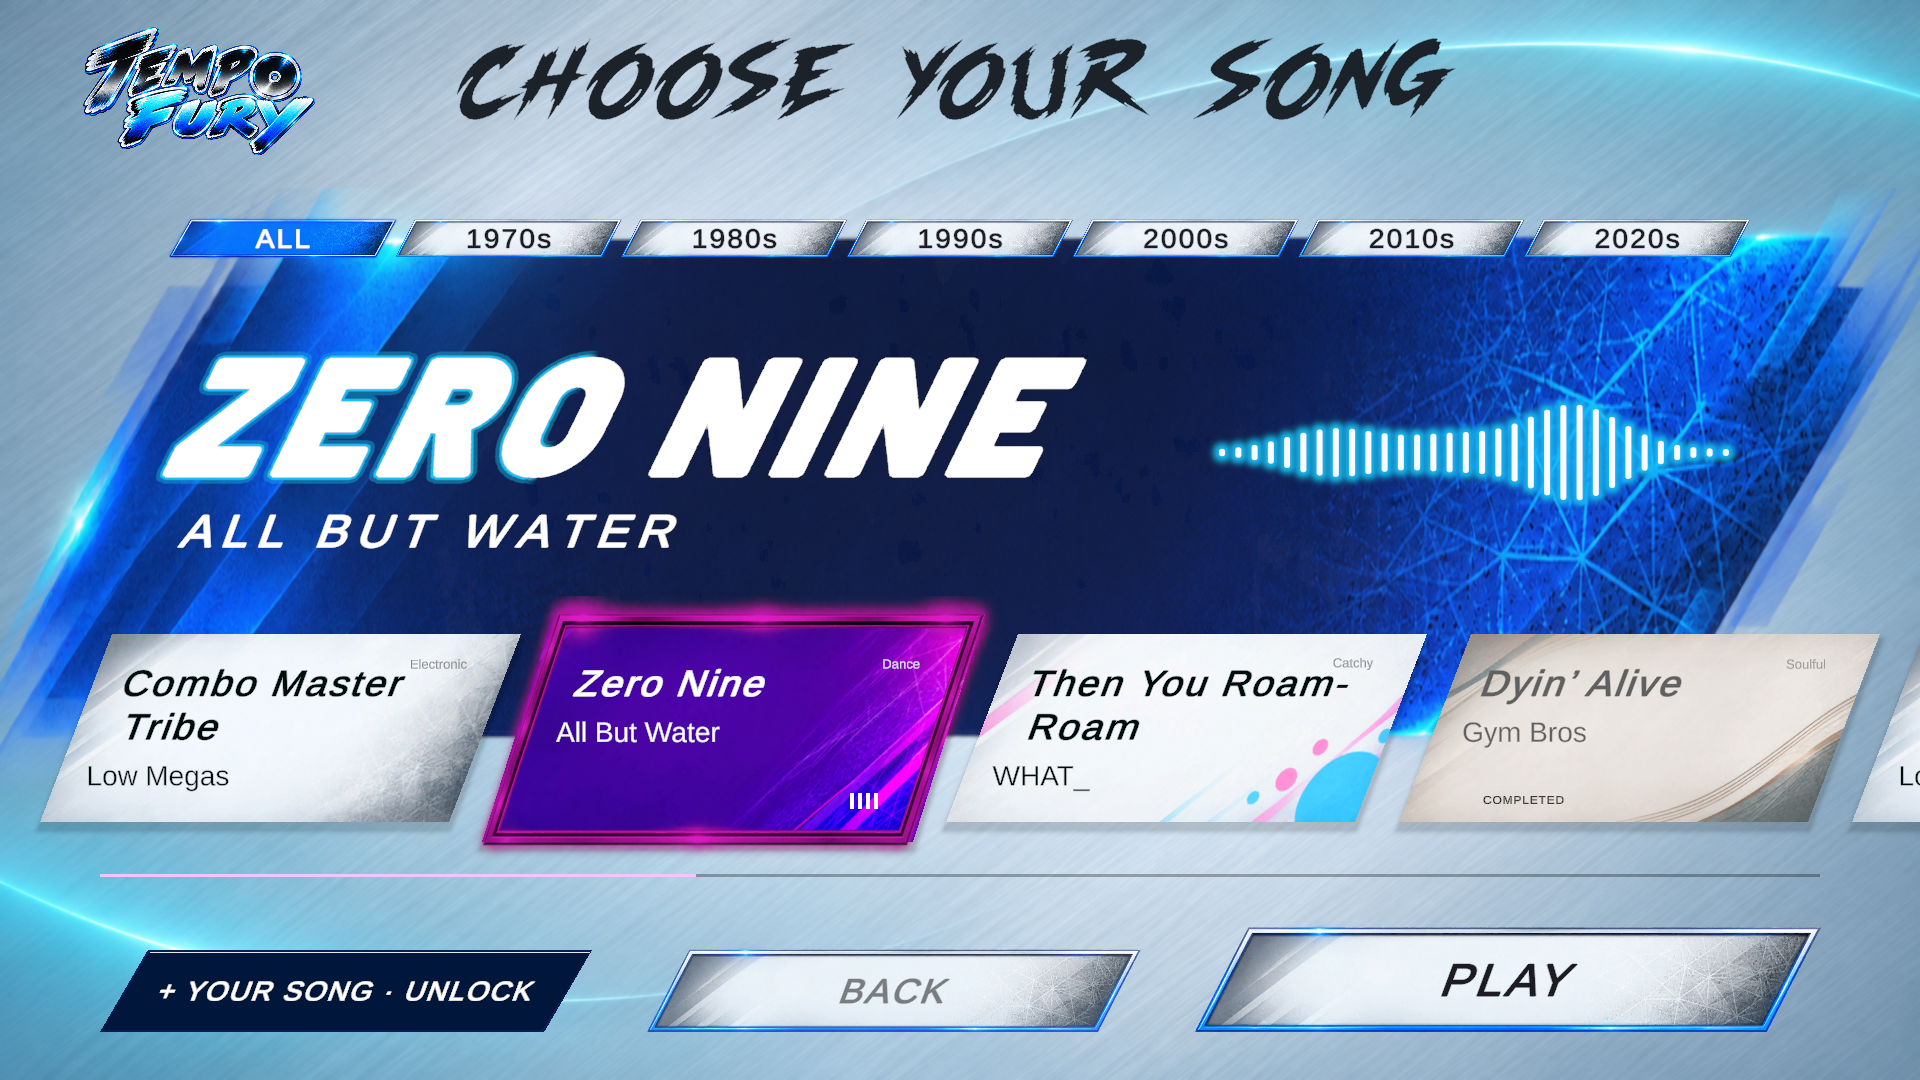 TEMPO
FURY
CHOOSE YOUR SONG
ALL
1970s
1980s
1990s
2000s
2010s
2020s
ZERO NINE
ALL BUT WATER
Combo Master
Tribe
Electronic
Low Megas
Zero Nine
Dance
All But Water
Then You Roam-
Roam
Catchy
WHAT_
Dyin’ Alive
Soulful
Gym Bros
COMPLETED
+ YOUR SONG · UNLOCK
BACK
PLAY